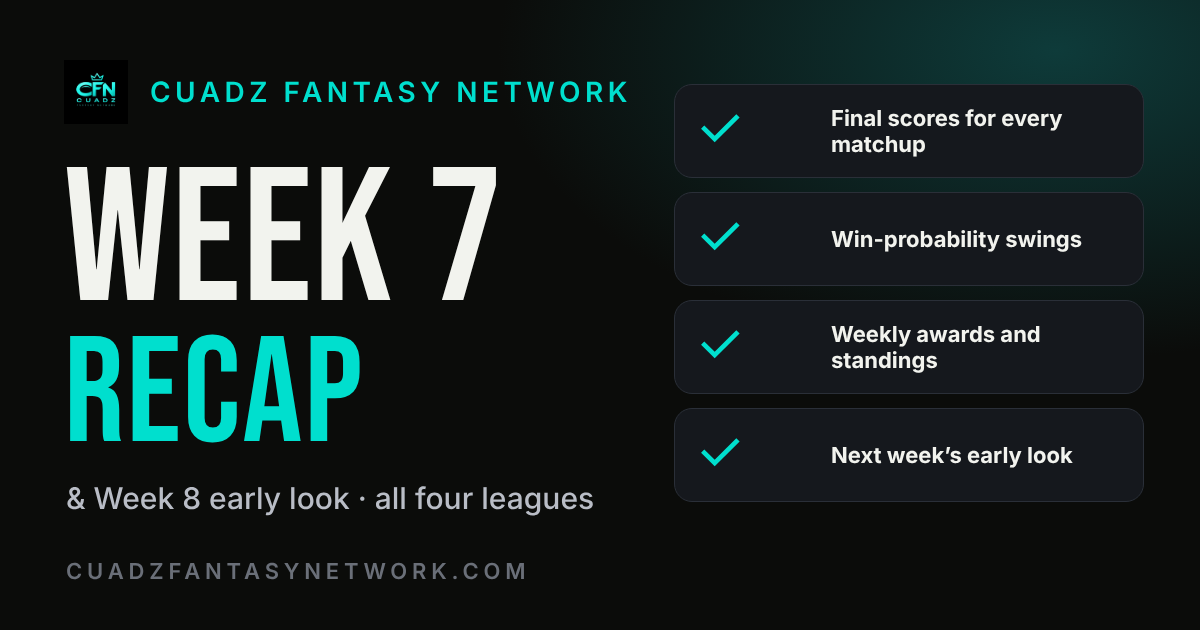 CFN
CUADZ
CUADZ FANTASY NETWORK
WEEK 7
RECAP
& Week 8 early look · all four leagues
CUADZFANTASYNETWORK.COM
Final scores for every
matchup
Win-probability swings
Weekly awards and
standings
Next week’s early look